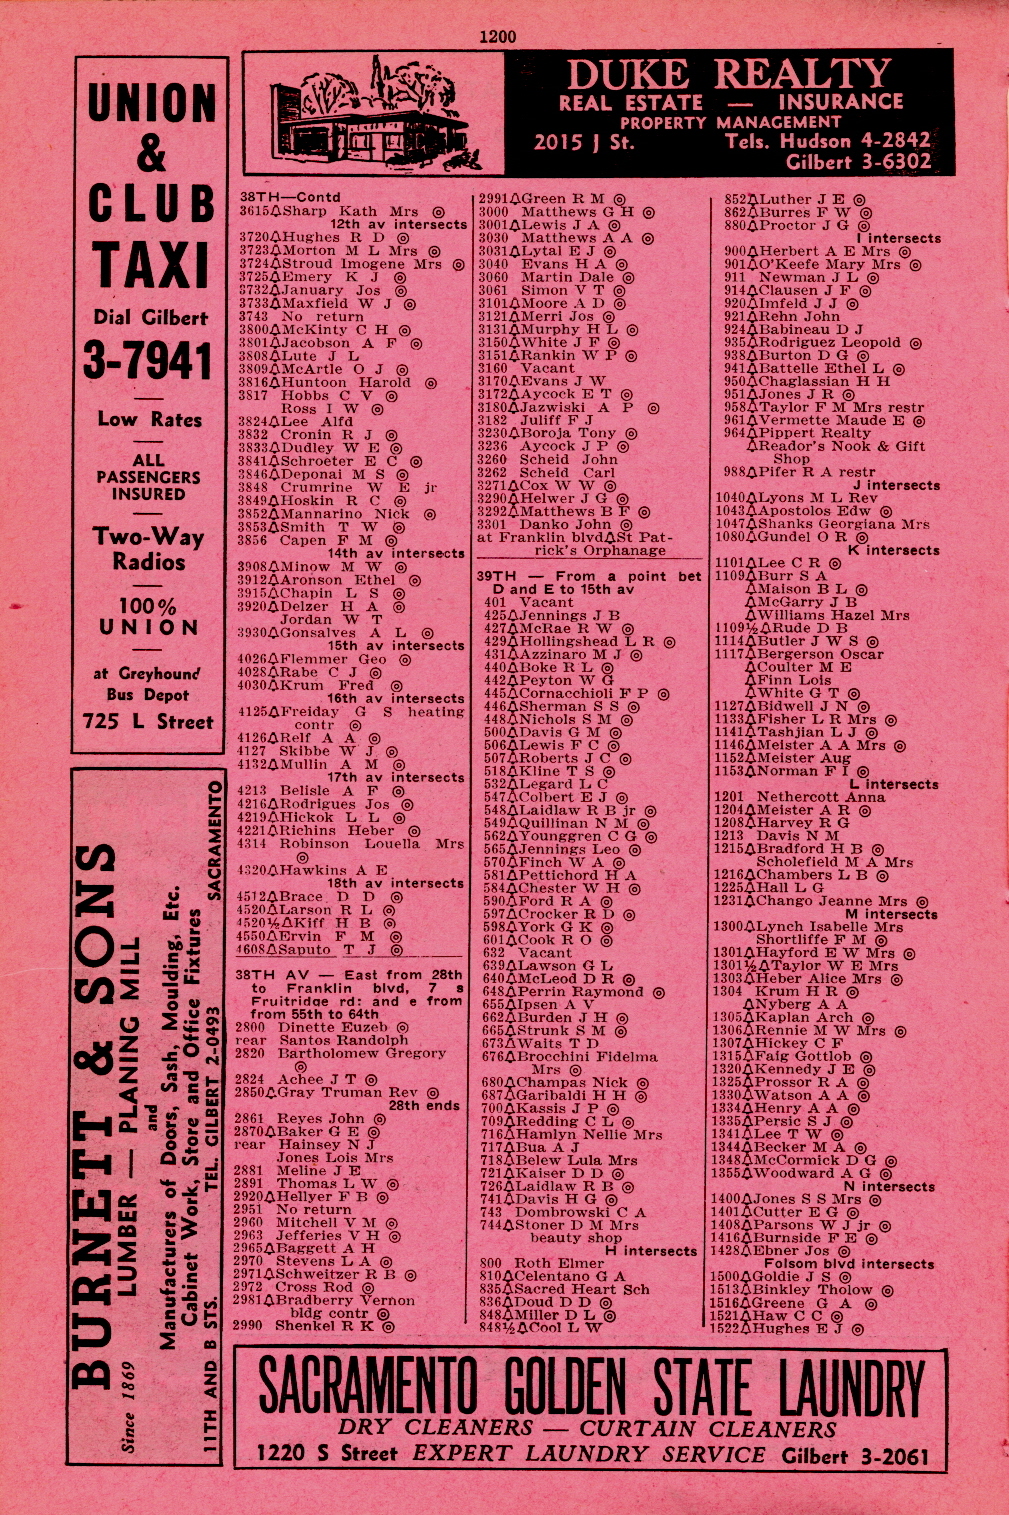 1200
UNION
&
CLUB
TAXI
Dial Gilbert
3-7941
Low Rates
ALL
PASSENGERS
INSURED
Two-Way
Radios
100%
UNION
at Greyhound
Bus Depot
725 L Street
BURNETT & SONS
Since 1869
LUMBER — PLANING MILL
and
Manufacturers of Doors, Sash, Moulding, Etc.
Cabinet Work, Store and Office Fixtures
11TH AND B STS. TEL. GILBERT 2-0493 SACRAMENTO
DUKE REALTY
REAL ESTATE — INSURANCE
PROPERTY MANAGEMENT
2015 J St. Tels. Hudson 4-2842
Gilbert 3-6302
38TH—Contd
3615△Sharp Kath Mrs ◎
12th av intersects
3720△Hughes R D ◎
3723△Morton M L Mrs ◎
3724△Stroud Imogene Mrs ◎
3725△Emery K J ◎
3732△January Jos ◎
3733△Maxfield W J ◎
3743 No return
3800△McKinty C H ◎
3801△Jacobson A F ◎
3808△Lute J L
3809△McArtle O J ◎
3816△Huntoon Harold ◎
3817 Hobbs C V ◎
Ross I W ◎
3824△Lee Alfd
3832 Cronin R J ◎
3833△Dudley W E ◎
3841△Schroeter E C ◎
3846△Deponai M S ◎
3848 Crumrine W E jr
3849△Hoskin R C ◎
3852△Mannarino Nick ◎
3853△Smith T W ◎
3856 Capen F M ◎
14th av intersects
3908△Minow M W ◎
3912△Aronson Ethel ◎
3915△Chapin L S ◎
3920△Delzer H A ◎
Jordan W T
3930△Gonsalves A L ◎
15th av intersects
4026△Flemmer Geo ◎
4028△Rabe C J ◎
4030△Krum Fred ◎
16th av intersects
4125△Freiday G S heating
contr ◎
4126△Relf A A ◎
4127 Skibbe W J ◎
4132△Mullin A M ◎
17th av intersects
4213 Belisle A F ◎
4216△Rodrigues Jos ◎
4219△Hickok L L ◎
4221△Richins Heber ◎
4314 Robinson Louella Mrs
◎
4320△Hawkins A E
18th av intersects
4512△Brace D D ◎
4520△Larson R L ◎
4520½△Kiff H B ◎
4550△Ervin F M ◎
4608△Saputo T J ◎
38TH AV — East from 28th
to Franklin blvd, 7 s
Fruitridge rd: and e from
from 55th to 64th
2800 Dinette Euzeb ◎
rear Santos Randolph
2820 Bartholomew Gregory
◎
2824 Achee J T ◎
2850△Gray Truman Rev ◎
28th ends
2861 Reyes John ◎
2870△Baker G E ◎
rear Hainsey N J
Jones Lois Mrs
2881 Meline J E
2891 Thomas L W ◎
2920△Hellyer F B ◎
2951 No return
2960 Mitchell V M ◎
2963 Jefferies V H ◎
2965△Baggett A H
2970 Stevens L A ◎
2971△Schweitzer R B ◎
2972 Cross Rod ◎
2981△Bradberry Vernon
bldg contr ◎
2990 Shenkel R K ◎
2991△Green R M ◎
3000 Matthews G H ◎
3001△Lewis J A ◎
3030 Matthews A A ◎
3031△Lytal E J ◎
3040 Evans H A ◎
3060 Martin Dale ◎
3061 Simon V T ◎
3101△Moore A D ◎
3121△Merri Jos ◎
3131△Murphy H L ◎
3150△White J F ◎
3151△Rankin W P ◎
3160 Vacant
3170△Evans J W
3172△Aycock E T ◎
3180△Jazwiski A P ◎
3182 Juliff F J
3230△Boroja Tony ◎
3236 Aycock J P ◎
3260 Scheid John
3262 Scheid Carl
3271△Cox W W ◎
3290△Helwer J G ◎
3292△Matthews B F ◎
3301 Danko John ◎
at Franklin blvd△St Pat-
rick's Orphanage
39TH — From a point bet
D and E to 15th av
401 Vacant
425△Jennings J B
427△McRae R W ◎
429△Hollingshead L R ◎
431△Azzinaro M J ◎
440△Boke R L ◎
442△Peyton W G
445△Cornacchioli F P ◎
446△Sherman S S ◎
448△Nichols S M ◎
500△Davis G M ◎
506△Lewis F C ◎
507△Roberts J C ◎
518△Kline T S ◎
532△Legard L C
547△Colbert E J ◎
548△Laidlaw R B jr ◎
549△Quillinan N M ◎
562△Younggren C G ◎
565△Jennings Leo ◎
570△Finch W A ◎
581△Pettichord H A
584△Chester W H ◎
590△Ford R A ◎
597△Crocker R D ◎
598△York G K ◎
601△Cook R O ◎
632 Vacant
639△Lawson G L
640△McLeod D R ◎
648△Perrin Raymond ◎
655△Ipsen A V
662△Burden J H ◎
665△Strunk S M ◎
673△Waits T D
676△Brocchini Fidelma
Mrs ◎
680△Champas Nick ◎
687△Garibaldi H H ◎
700△Kassis J P ◎
709△Redding C L ◎
716△Hamlyn Nellie Mrs
717△Bua A J
718△Belew Lula Mrs
721△Kaiser D D ◎
726△Laidlaw R B ◎
741△Davis H G ◎
743 Dombrowski C A
744△Stoner D M Mrs
beauty shop
H intersects
800 Roth Elmer
810△Celentano G A
835△Sacred Heart Sch
836△Doud D D ◎
848△Miller D L ◎
848½△Cool L W
852△Luther J E ◎
862△Burres F W ◎
880△Proctor J G ◎
I intersects
900△Herbert A E Mrs ◎
901△O'Keefe Mary Mrs ◎
911 Newman J L ◎
914△Clausen J F ◎
920△Imfeld J J ◎
921△Rehn John
924△Babineau D J
935△Rodriguez Leopold ◎
938△Burton D G ◎
941△Battelle Ethel L ◎
950△Chaglassian H H
951△Jones J R ◎
958△Taylor F M Mrs restr
961△Vermette Maude E ◎
964△Pippert Realty
△Reador's Nook & Gift
Shop
988△Pifer R A restr
J intersects
1040△Lyons M L Rev
1043△Apostolos Edw ◎
1047△Shanks Georgiana Mrs
1080△Gundel O R ◎
K intersects
1101△Lee C R ◎
1109△Burr S A
△Maison B L ◎
△McGarry J B
△Williams Hazel Mrs
1109½△Rude D B
1114△Butler J W S ◎
1117△Bergerson Oscar
△Coulter M E
△Finn Lois
△White G T ◎
1127△Bidwell J N ◎
1133△Fisher L R Mrs ◎
1141△Tashjian L J ◎
1146△Meister A A Mrs ◎
1152△Meister Aug
1153△Norman F I ◎
L intersects
1201 Nethercott Anna
1204△Meister A R ◎
1208△Harvey R G
1213 Davis N M
1215△Bradford H B ◎
Scholefield M A Mrs
1216△Chambers L B ◎
1225△Hall L G
1231△Chango Jeanne Mrs ◎
M intersects
1300△Lynch Isabelle Mrs
Shortliffe F M ◎
1301△Hayford E W Mrs ◎
1301½△Taylor W E Mrs
1303△Heber Alice Mrs ◎
1304 Krum H R ◎
△Nyberg A A
1305△Kaplan Arch ◎
1306△Rennie M W Mrs ◎
1307△Hickey C F
1315△Faig Gottlob ◎
1320△Kennedy J E ◎
1325△Prossor R A ◎
1330△Watson A A ◎
1334△Henry A A ◎
1335△Persic S J ◎
1341△Lee T W ◎
1344△Becker M A ◎
1348△McCormick D G ◎
1355△Woodward A G ◎
N intersects
1400△Jones S S Mrs ◎
1401△Cutter E G ◎
1408△Parsons W J jr ◎
1416△Burnside F E ◎
1428△Ebner Jos ◎
Folsom blvd intersects
1500△Goldie J S ◎
1513△Binkley Tholow ◎
1516△Greene G A ◎
1521△Haw C C ◎
1522△Hughes E J ◎
SACRAMENTO GOLDEN STATE LAUNDRY
DRY CLEANERS — CURTAIN CLEANERS
1220 S Street EXPERT LAUNDRY SERVICE Gilbert 3-2061